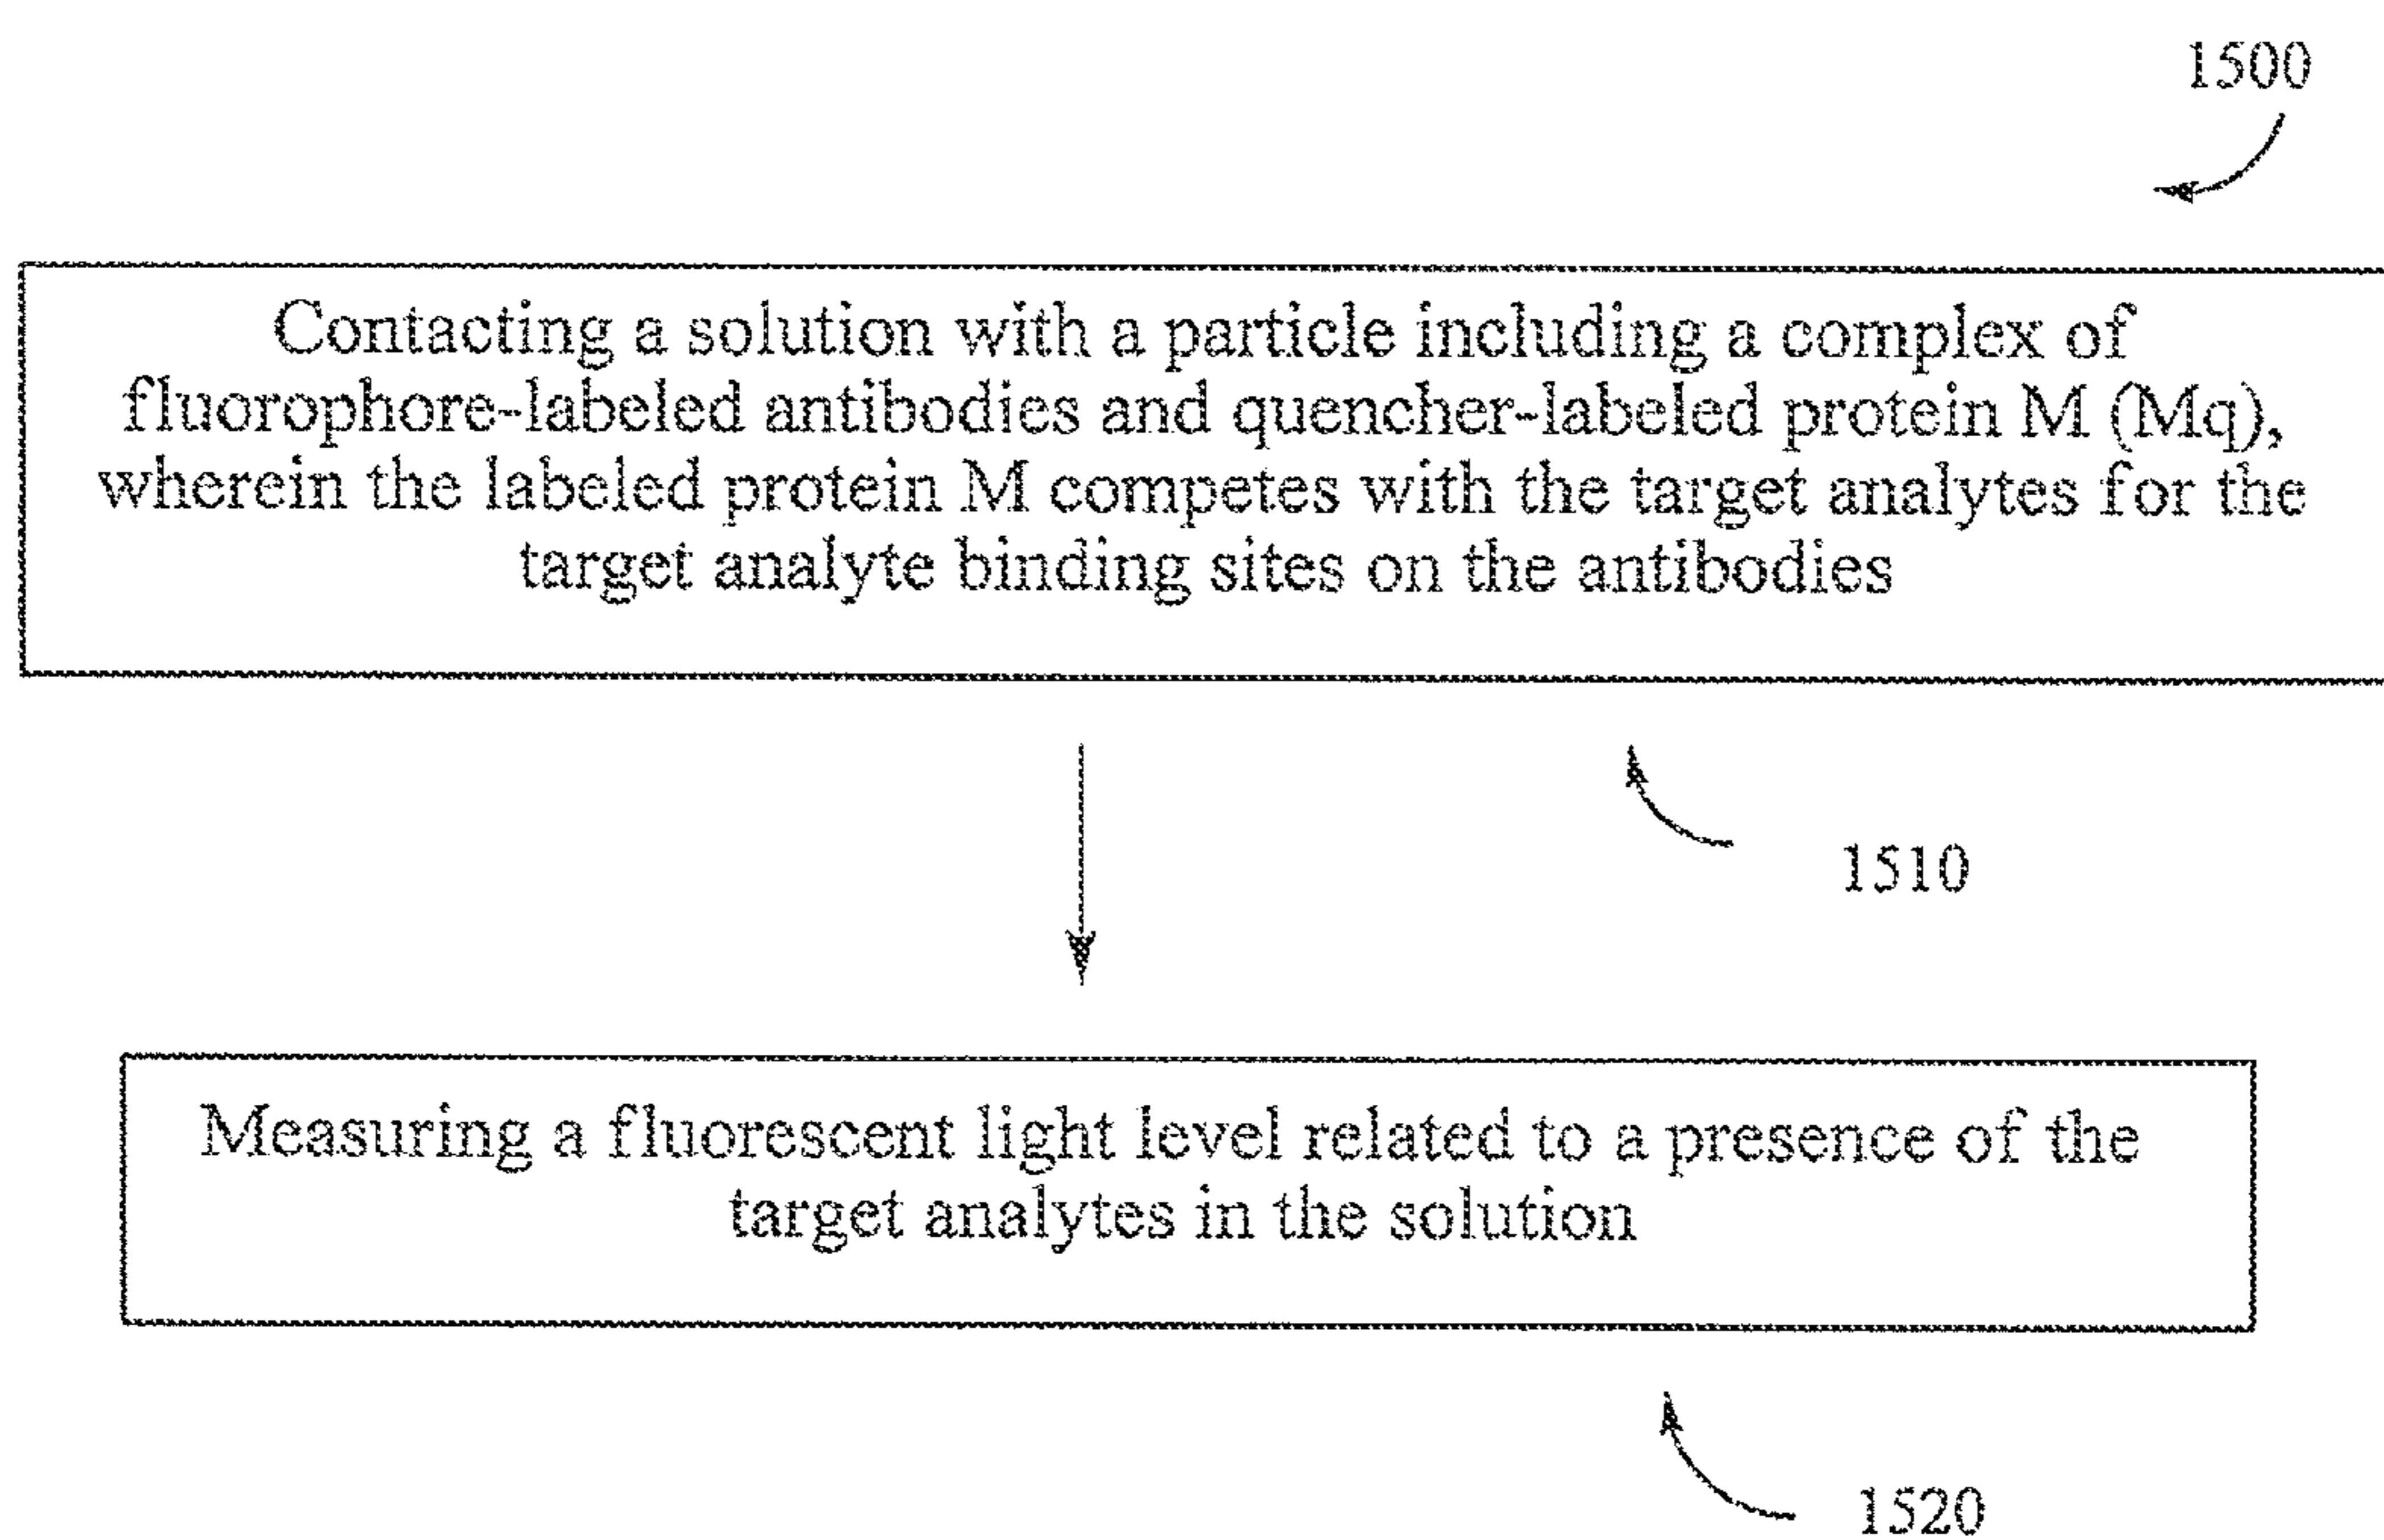 1500
Contacting a solution with a particle including a complex of
fluorophore-labeled antibodies and quencher-labeled protein M (Mq),
wherein the labeled protein M competes with the target analytes for the
target analyte binding sites on the antibodies
1510
Measuring a fluorescent light level related to a presence of the
target analytes in the solution
1520